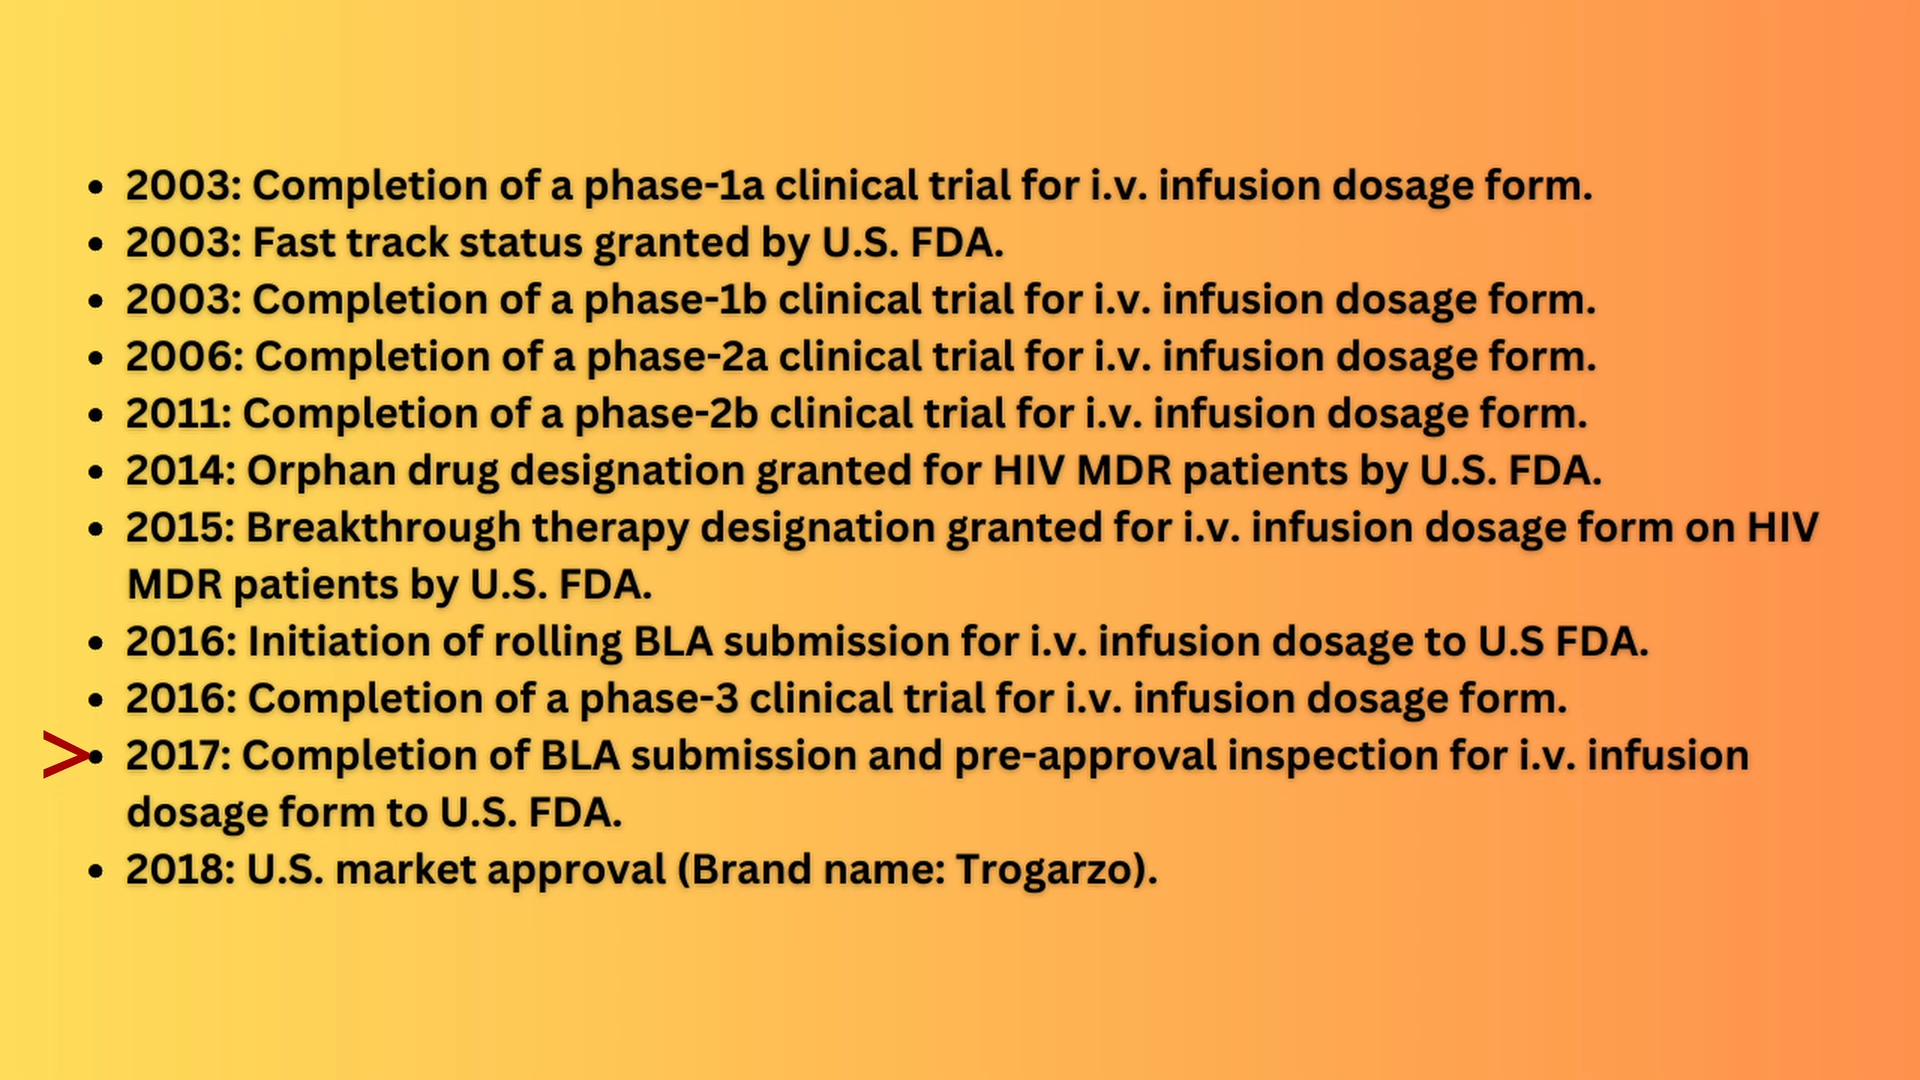 • 2003: Completion of a phase-1a clinical trial for i.v. infusion dosage form.
• 2003: Fast track status granted by U.S. FDA.
• 2003: Completion of a phase-1b clinical trial for i.v. infusion dosage form.
• 2006: Completion of a phase-2a clinical trial for i.v. infusion dosage form.
• 2011: Completion of a phase-2b clinical trial for i.v. infusion dosage form.
• 2014: Orphan drug designation granted for HIV MDR patients by U.S. FDA.
• 2015: Breakthrough therapy designation granted for i.v. infusion dosage form on HIV
MDR patients by U.S. FDA.
• 2016: Initiation of rolling BLA submission for i.v. infusion dosage to U.S FDA.
• 2016: Completion of a phase-3 clinical trial for i.v. infusion dosage form.
> • 2017: Completion of BLA submission and pre-approval inspection for i.v. infusion
dosage form to U.S. FDA.
• 2018: U.S. market approval (Brand name: Trogarzo).